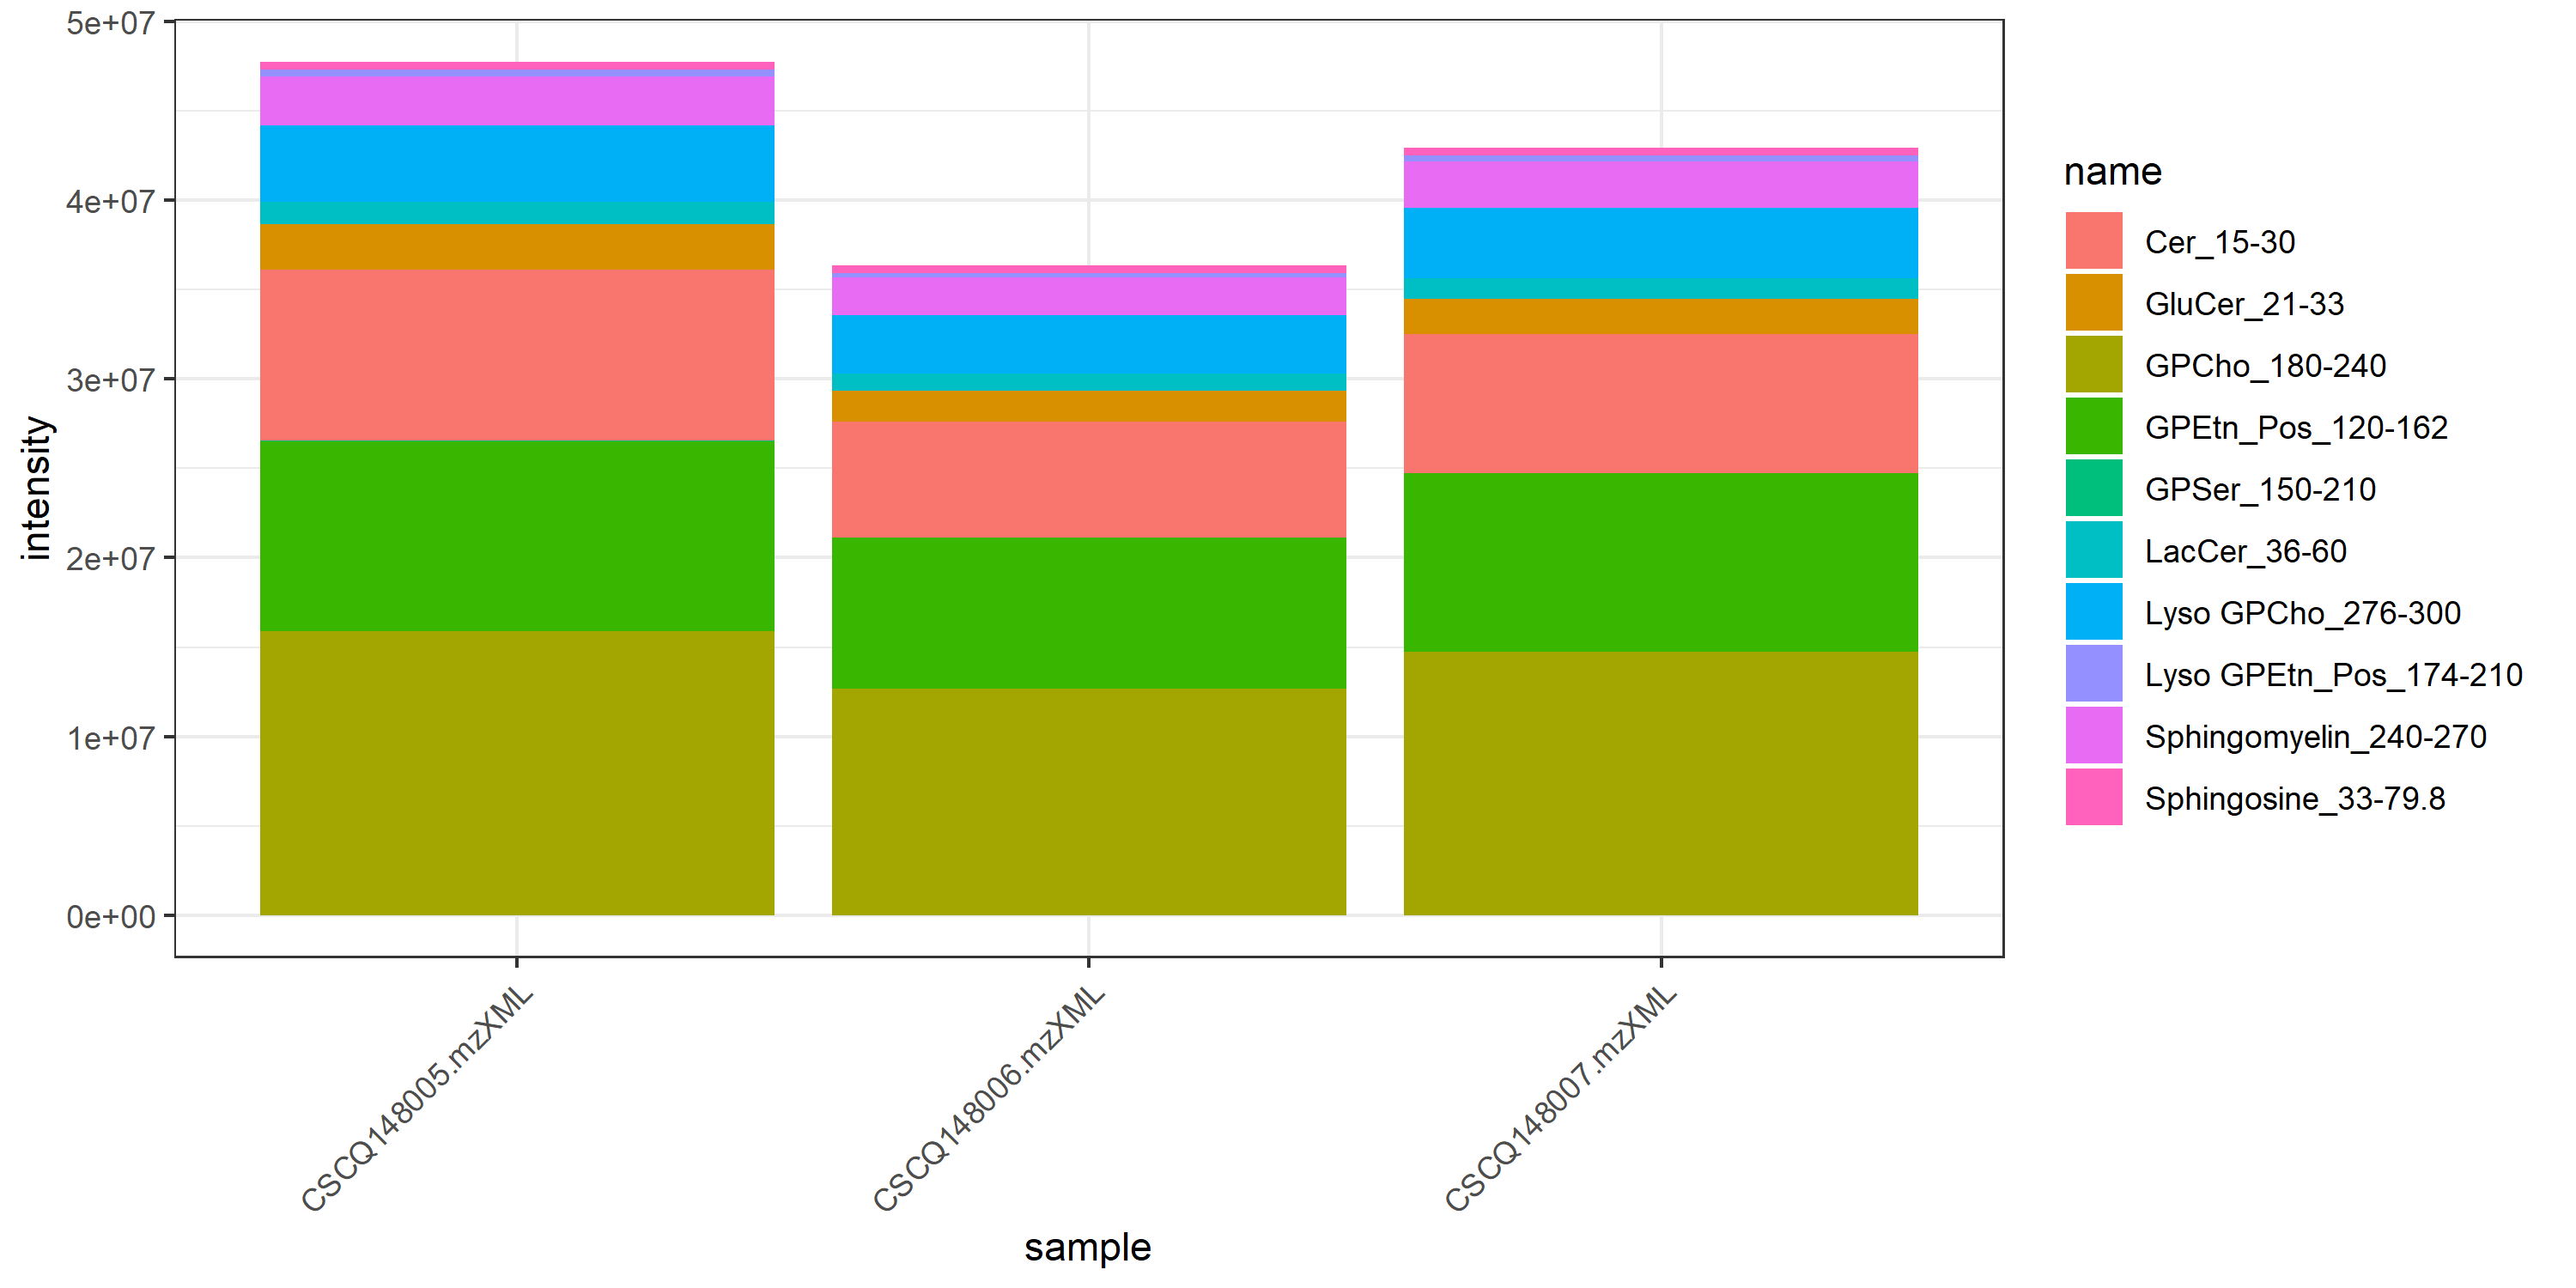 5e+07
4e+07
3e+07
2e+07
1e+07
0e+00
intensity
CSCQ148005.mzXML
CSCQ148006.mzXML
CSCQ148007.mzXML
sample
name
Cer_15-30
GluCer_21-33
GPCho_180-240
GPEtn_Pos_120-162
GPSer_150-210
LacCer_36-60
Lyso GPCho_276-300
Lyso GPEtn_Pos_174-210
Sphingomyelin_240-270
Sphingosine_33-79.8